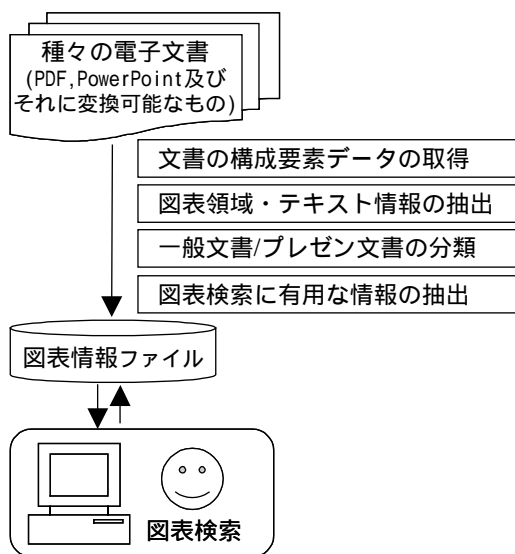 種々の電子文書
(PDF,PowerPoint及び
それに変換可能なもの)
文書の構成要素データの取得
図表領域・テキスト情報の抽出
一般文書/プレゼン文書の分類
図表検索に有用な情報の抽出
図表情報ファイル
図表検索